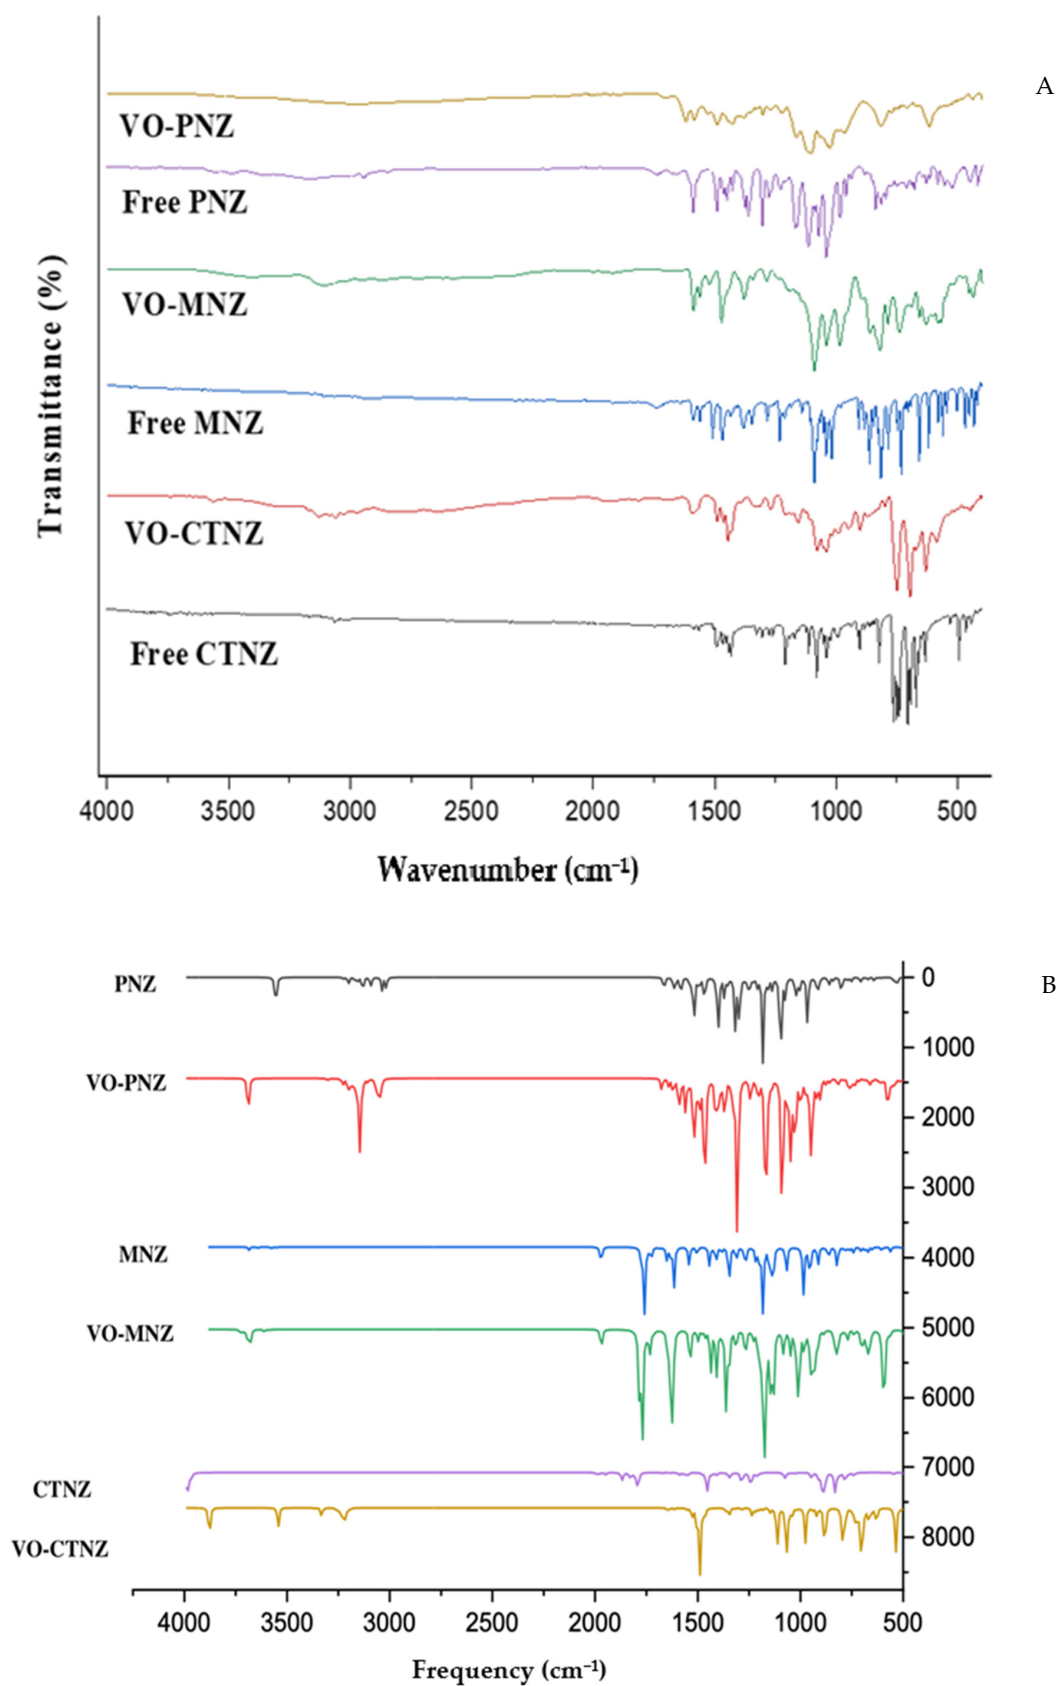 A
VO-PNZ
Free PNZ
VO-MNZ
Free MNZ
VO-CTNZ
Free CTNZ
Transmittance (%)
4000 3500 3000 2500 2000 1500 1000 500
Wavenumber (cm⁻¹)
B
PNZ
VO-PNZ
MNZ
VO-MNZ
CTNZ
VO-CTNZ
0
1000
2000
3000
4000
5000
6000
7000
8000
4000 3500 3000 2500 2000 1500 1000 500
Frequency (cm⁻¹)